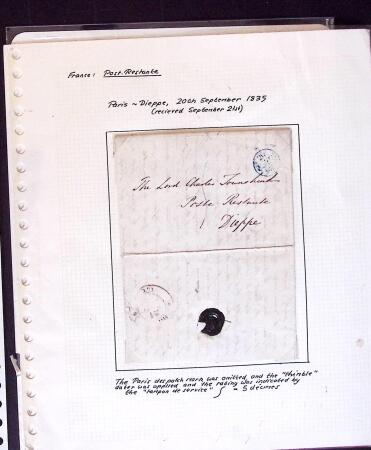 France: Post-Restante
Paris ~ Dieppe, 20th September 1835
(recieved September 21st)
The Lord Charles Townshend
Poste Restante
Dieppe
The Paris despatch mark was omitted and the "thimble"
dater was applied and the rating was indicated by
the "tampon de service" } = 5 decimes